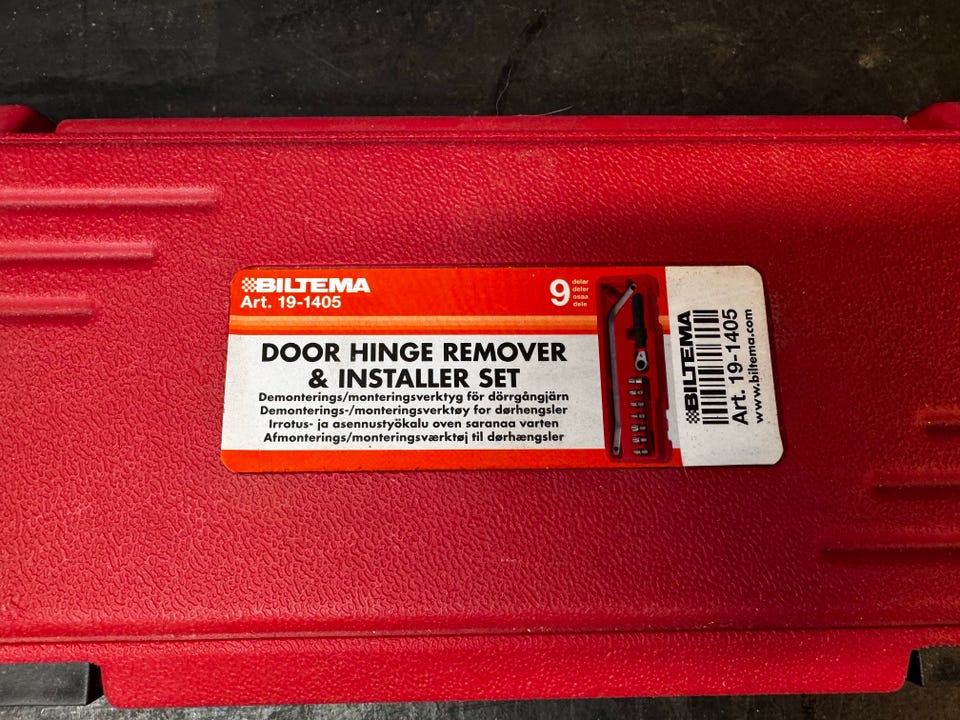 BILTEMA
Art. 19-1405
9 delar
deler
osaa
dele
DOOR HINGE REMOVER
& INSTALLER SET
Demonterings/monteringsverktyg för dörrgångjärn
Demonterings-/monteringsverktøy for dørhengsler
Irrotus- ja asennustyökalu oven saranaa varten
Afmonterings/monteringsværktøj til dørhængsler
BILTEMA
Art. 19-1405
www.biltema.com